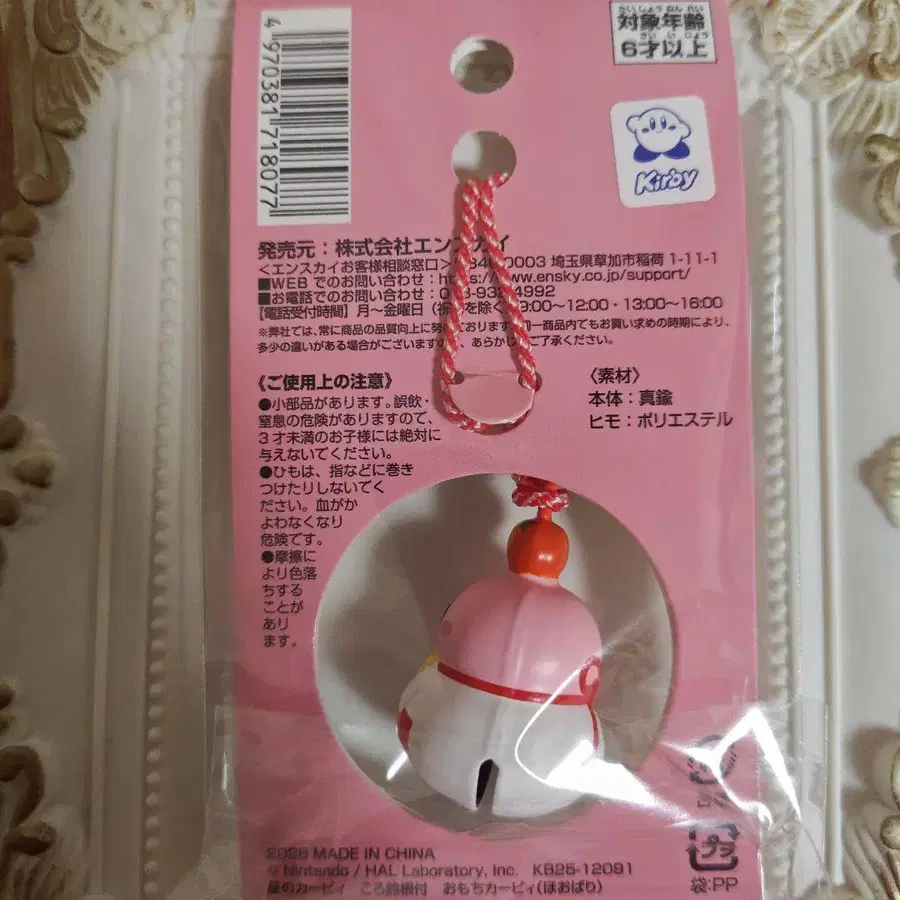 対象年齢
たいしょうねんれい
6才以上
さいいじょう
Kirby
4970381718077
発売元：株式会社エンスカイ
＜エンスカイお客様相談窓口＞ 0003 埼玉県草加市稲荷 1-11-1
■WEB でのお問い合わせ：https://www.ensky.co.jp/support/
■お電話でのお問い合わせ： 4992
【電話受付時間】月～金曜日（祝 を除く 9:00～12:00・13:00～16:00
※弊社では、常に商品の品質向上に努 ております。同一商品内でもお買い求めの時期により、
多少の違いがある場合がございます 、あらかじ ご了承ください。
《ご使用上の注意》
●小部品があります。誤飲・
窒息の危険がありますので、
3才未満のお子様には絶対に
与えないでください。
●ひもは、指などに巻き
つけたりしないでく
ださい。血がか
よわなくなり
危険です。
●摩擦に
より色落
ちする
ことが
あり
ます。
〈素材〉
本体：真鍮
ヒモ：ポリエステル
2025 MADE IN CHINA
© Nintendo / HAL Laboratory, Inc. KB25-12091
星のカービィ ころ鈴根付 おもちカービィ(ほおばり)
プラ
袋:PP